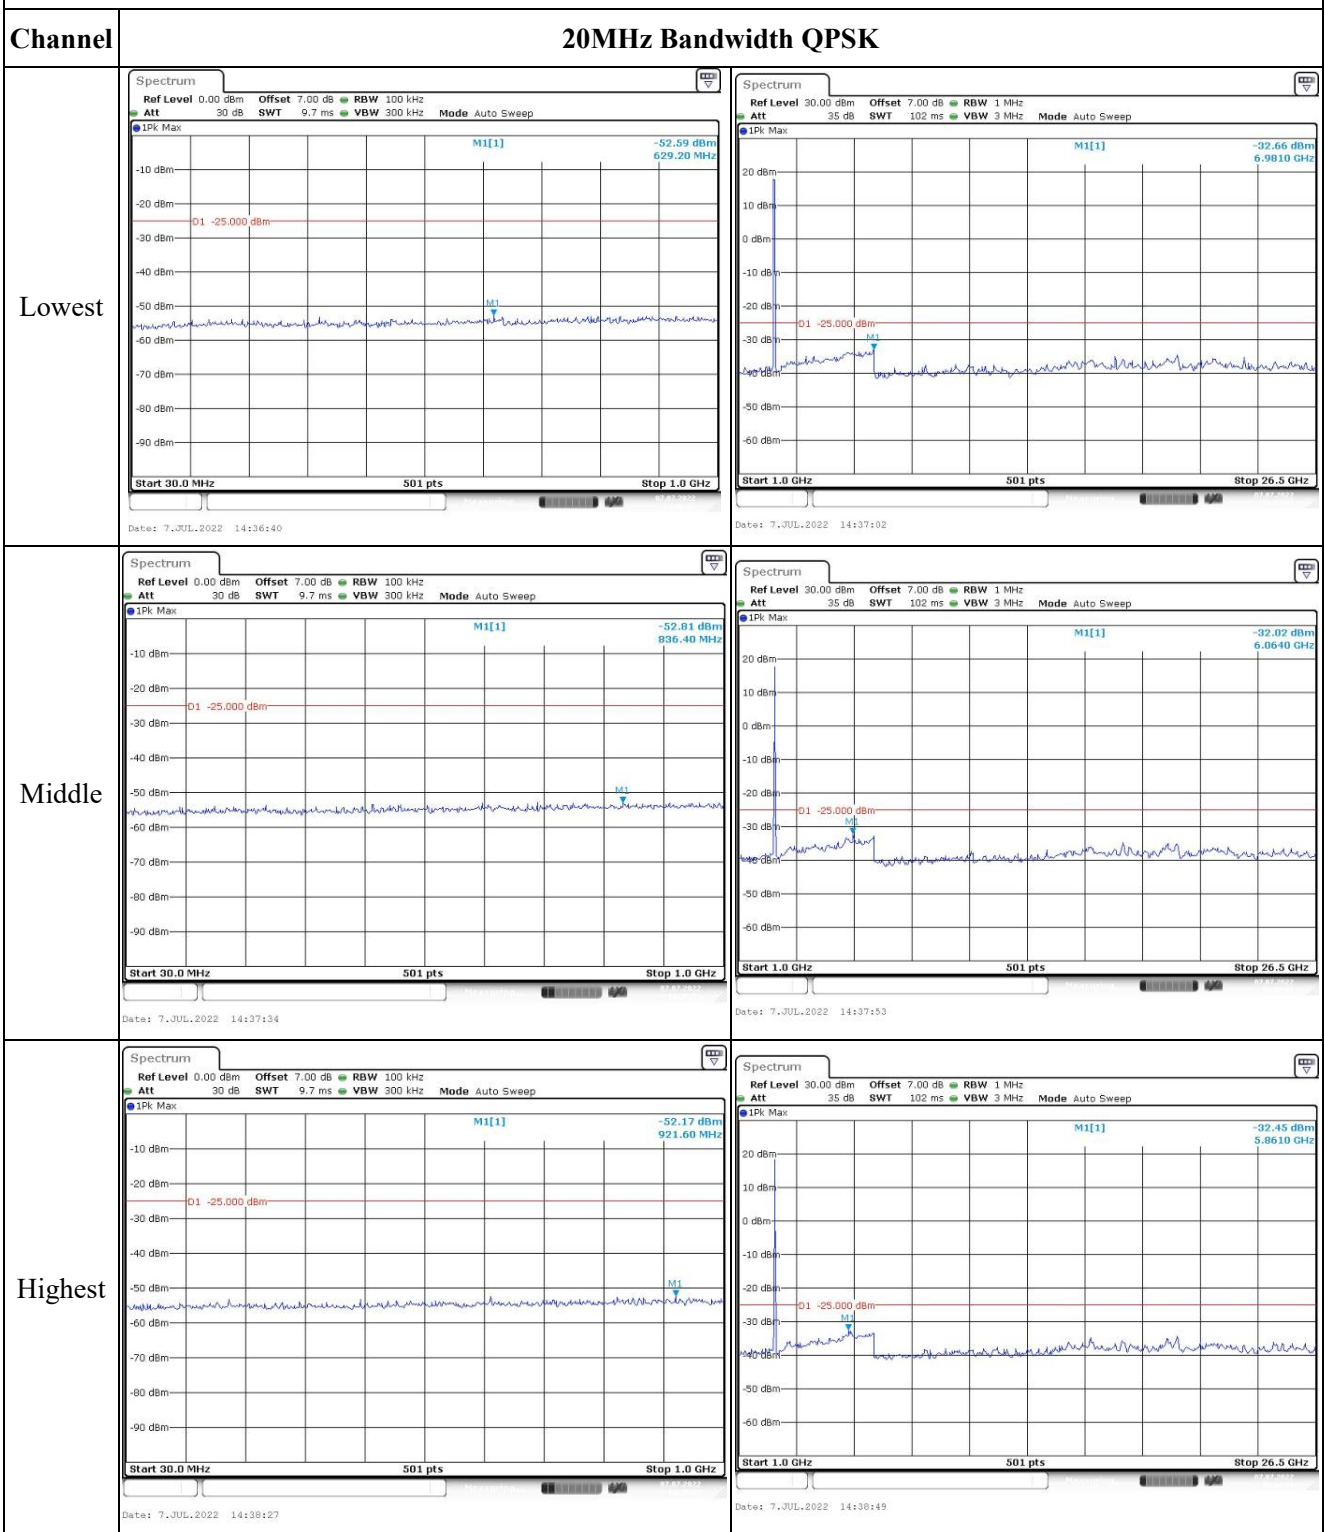 Channel 20MHz Bandwidth QPSK
Lowest
Spectrum
Ref Level 0.00 dBm Offset 7.00 dB RBW 100 kHz
Att 30 dB SWT 9.7 ms VBW 300 kHz Mode Auto Sweep
1Pk Max
M1[1] -52.59 dBm
629.20 MHz
-10 dBm
-20 dBm
D1 -25.000 dBm
-30 dBm
-40 dBm
-50 dBm
M1
-60 dBm
-70 dBm
-80 dBm
-90 dBm
Start 30.0 MHz 501 pts Stop 1.0 GHz
Date: 7.JUL.2022 14:36:40
Spectrum
Ref Level 30.00 dBm Offset 7.00 dB RBW 1 MHz
Att 35 dB SWT 102 ms VBW 3 MHz Mode Auto Sweep
1Pk Max
M1[1] -32.66 dBm
6.9810 GHz
20 dBm
10 dBm
0 dBm
-10 dBm
-20 dBm
D1 -25.000 dBm
-30 dBm
M1
-40 dBm
-50 dBm
-60 dBm
Start 1.0 GHz 501 pts Stop 26.5 GHz
Date: 7.JUL.2022 14:37:02
Middle
Spectrum
Ref Level 0.00 dBm Offset 7.00 dB RBW 100 kHz
Att 30 dB SWT 9.7 ms VBW 300 kHz Mode Auto Sweep
1Pk Max
M1[1] -52.81 dBm
836.40 MHz
-10 dBm
-20 dBm
D1 -25.000 dBm
-30 dBm
-40 dBm
-50 dBm
M1
-60 dBm
-70 dBm
-80 dBm
-90 dBm
Start 30.0 MHz 501 pts Stop 1.0 GHz
Date: 7.JUL.2022 14:37:34
Spectrum
Ref Level 30.00 dBm Offset 7.00 dB RBW 1 MHz
Att 35 dB SWT 102 ms VBW 3 MHz Mode Auto Sweep
1Pk Max
M1[1] -32.02 dBm
6.0640 GHz
20 dBm
10 dBm
0 dBm
-10 dBm
-20 dBm
D1 -25.000 dBm
M1
-30 dBm
-40 dBm
-50 dBm
-60 dBm
Start 1.0 GHz 501 pts Stop 26.5 GHz
Date: 7.JUL.2022 14:37:53
Highest
Spectrum
Ref Level 0.00 dBm Offset 7.00 dB RBW 100 kHz
Att 30 dB SWT 9.7 ms VBW 300 kHz Mode Auto Sweep
1Pk Max
M1[1] -52.17 dBm
921.60 MHz
-10 dBm
-20 dBm
D1 -25.000 dBm
-30 dBm
-40 dBm
M1
-50 dBm
-60 dBm
-70 dBm
-80 dBm
-90 dBm
Start 30.0 MHz 501 pts Stop 1.0 GHz
Date: 7.JUL.2022 14:38:27
Spectrum
Ref Level 30.00 dBm Offset 7.00 dB RBW 1 MHz
Att 35 dB SWT 102 ms VBW 3 MHz Mode Auto Sweep
1Pk Max
M1[1] -32.45 dBm
5.8610 GHz
20 dBm
10 dBm
0 dBm
-10 dBm
-20 dBm
D1 -25.000 dBm
M1
-30 dBm
-40 dBm
-50 dBm
-60 dBm
Start 1.0 GHz 501 pts Stop 26.5 GHz
Date: 7.JUL.2022 14:38:49